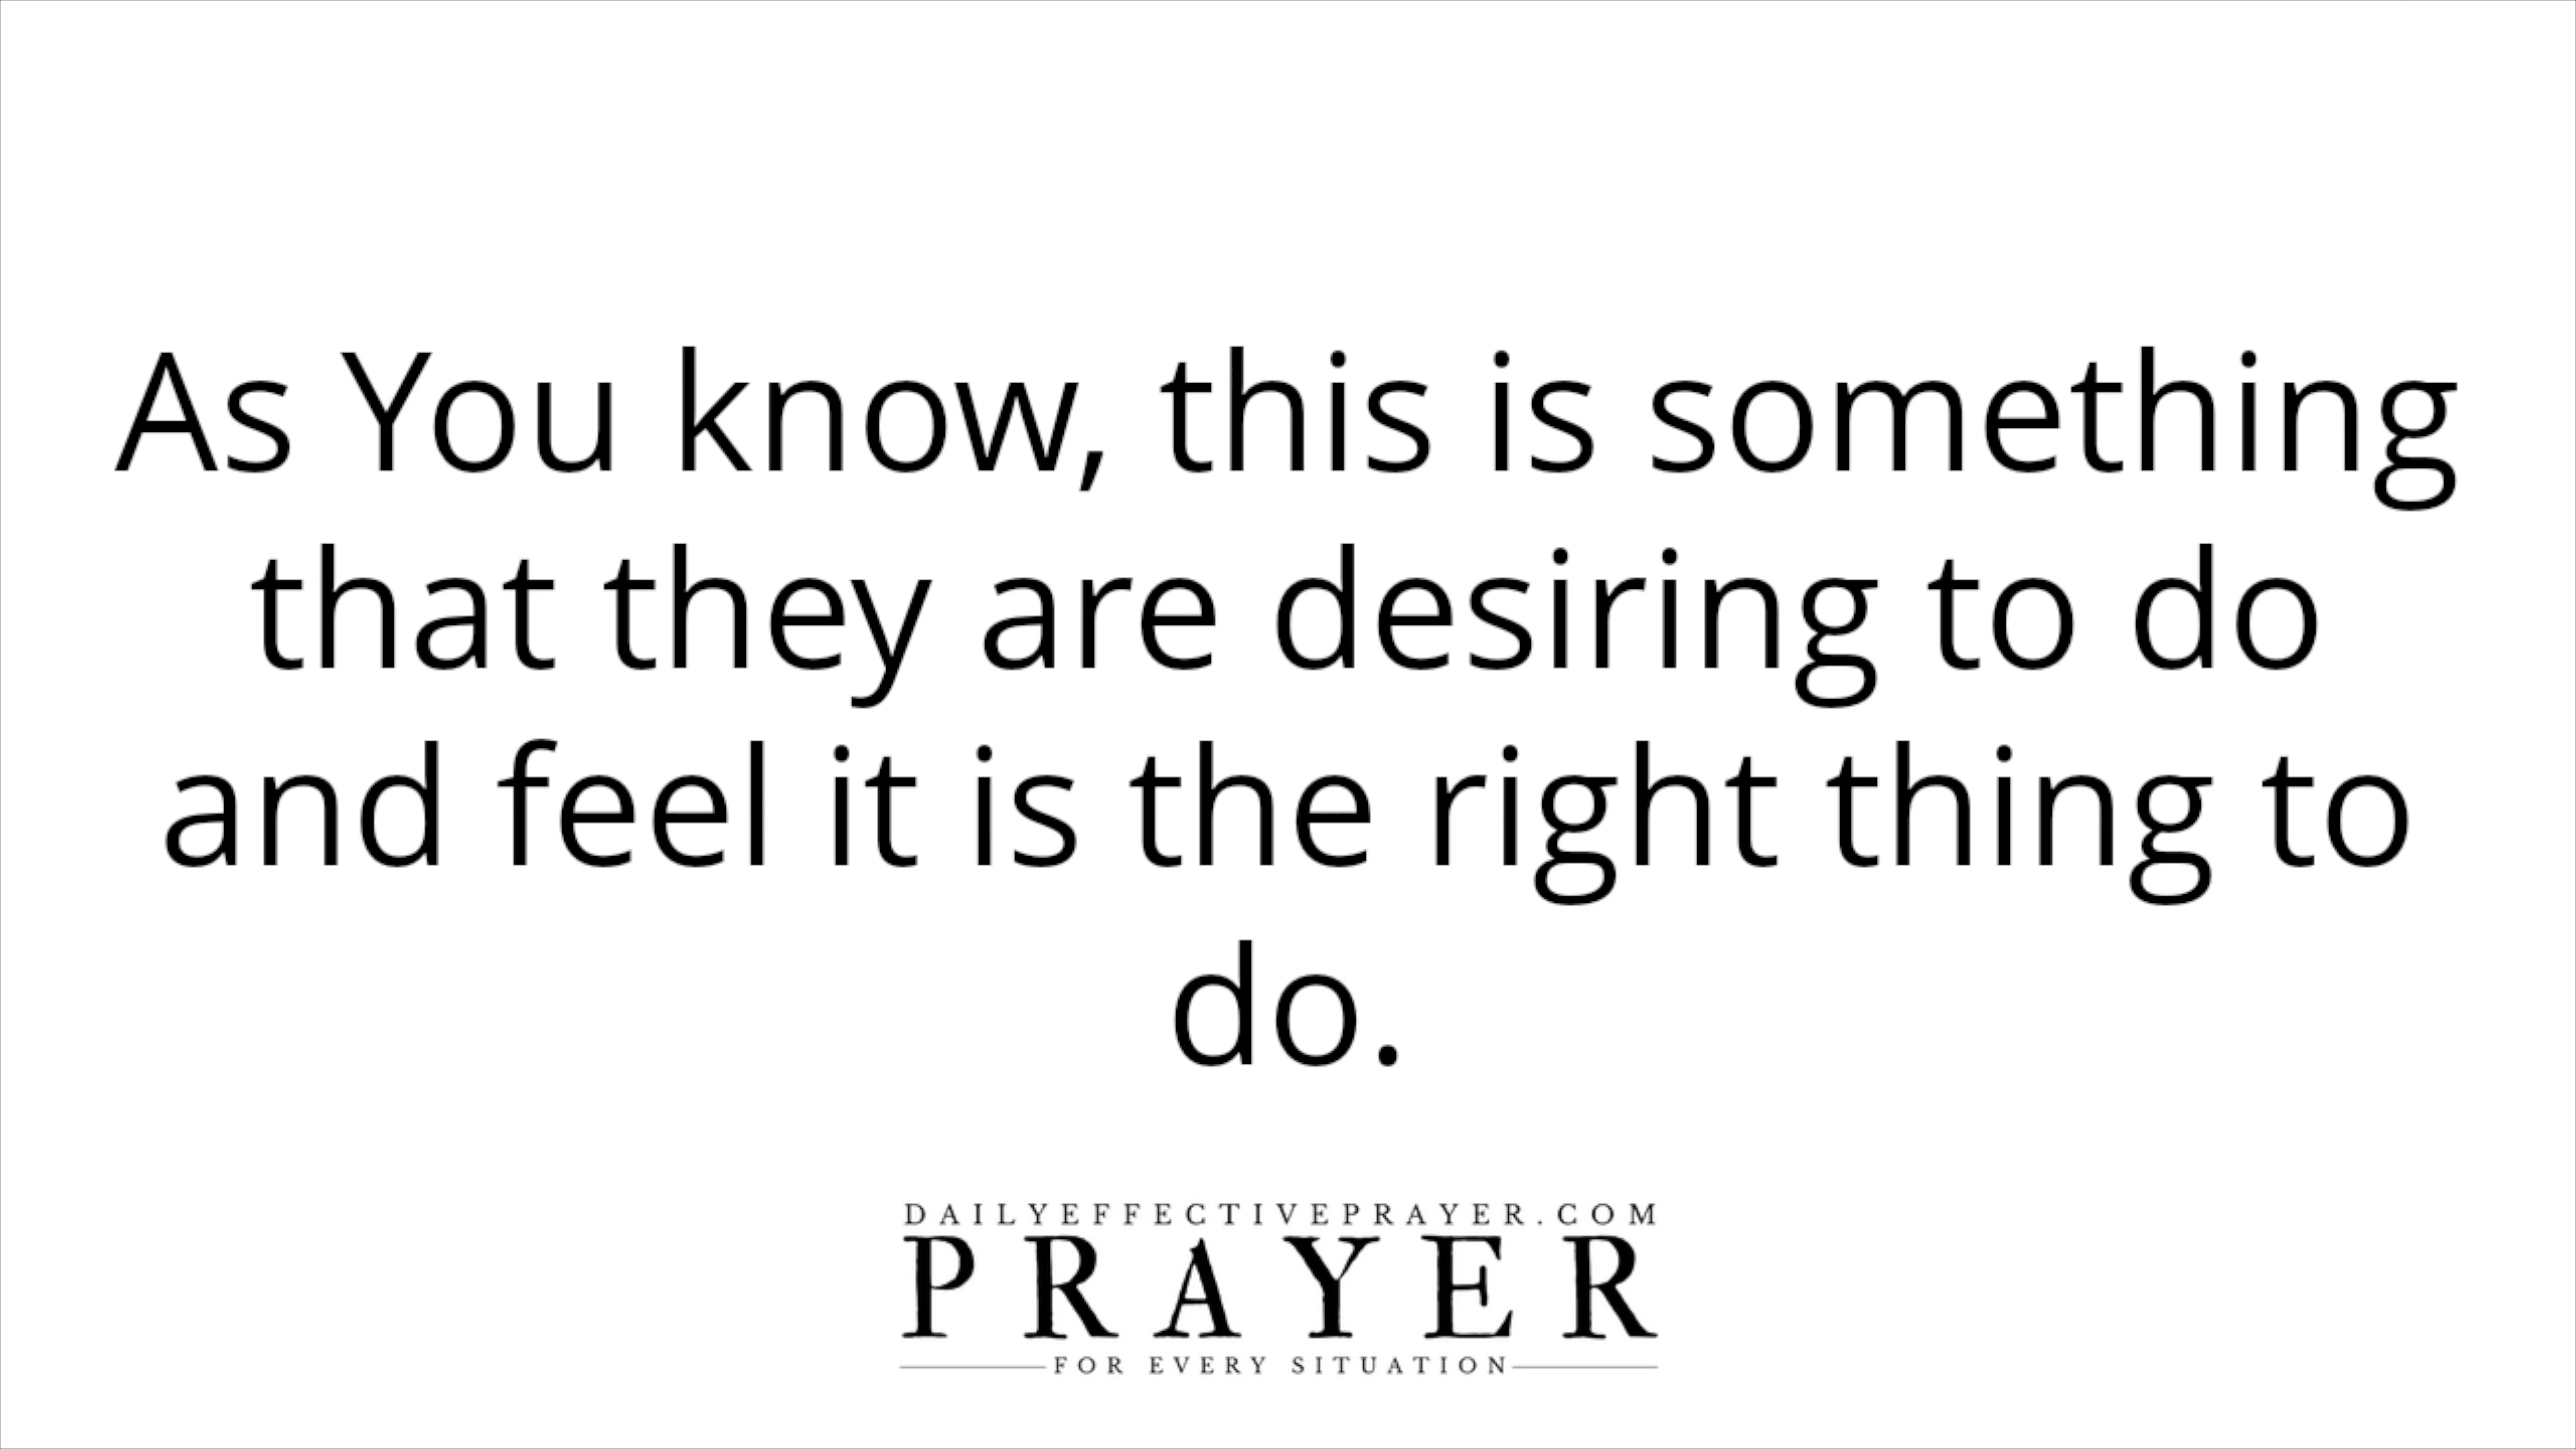 As You know, this is something
that they are desiring to do
and feel it is the right thing to
do.
DAILYEFFECTIVEPRAYER.COM
PRAYER
FOR EVERY SITUATION